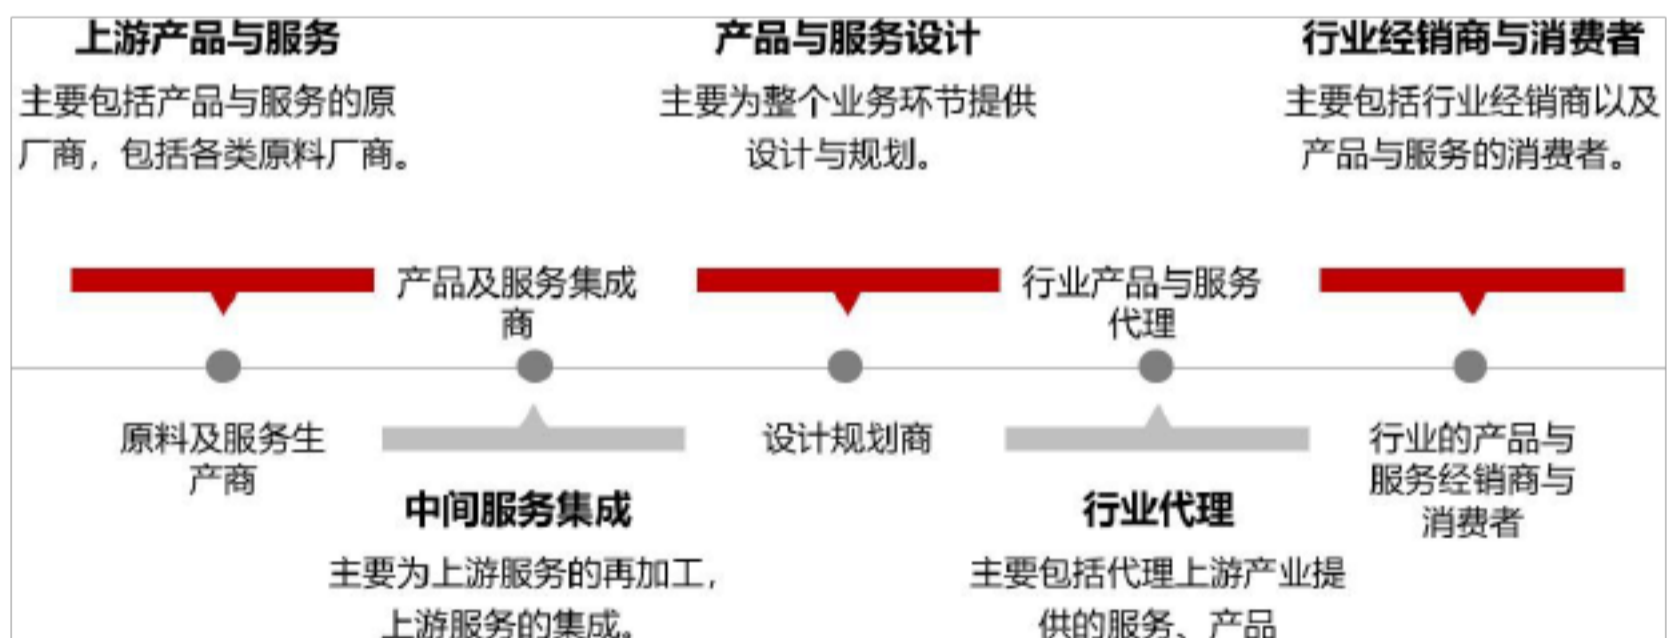 上游产品与服务
主要包括产品与服务的原
厂商，包括各类原料厂商。
产品与服务设计
主要为整个业务环节提供
设计与规划。
行业经销商与消费者
主要包括行业经销商以及
产品与服务的消费者。
产品及服务集成
商
行业产品与服务
代理
原料及服务生
产商
设计规划商
行业的产品与
服务经销商与
消费者
中间服务集成
主要为上游服务的再加工，
上游服务的集成。
行业代理
主要包括代理上游产业提
供的服务、产品